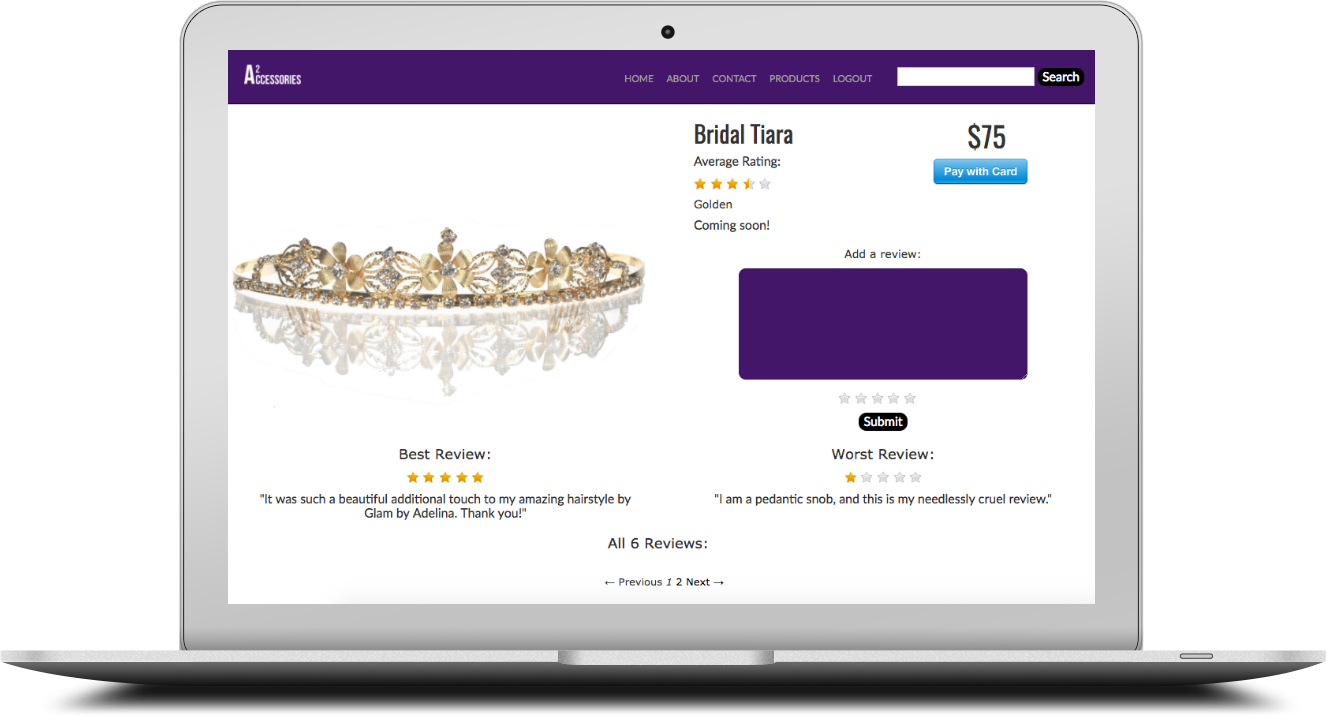 A2CCESSORIES
HOME ABOUT CONTACT PRODUCTS LOGOUT Search
Bridal Tiara
$75
Average Rating:
Pay with Card
Golden
Coming soon!
Add a review:
Submit
Best Review:
"It was such a beautiful additional touch to my amazing hairstyle by
Glam by Adelina. Thank you!"
Worst Review:
"I am a pedantic snob, and this is my needlessly cruel review."
All 6 Reviews:
← Previous 1 2 Next →